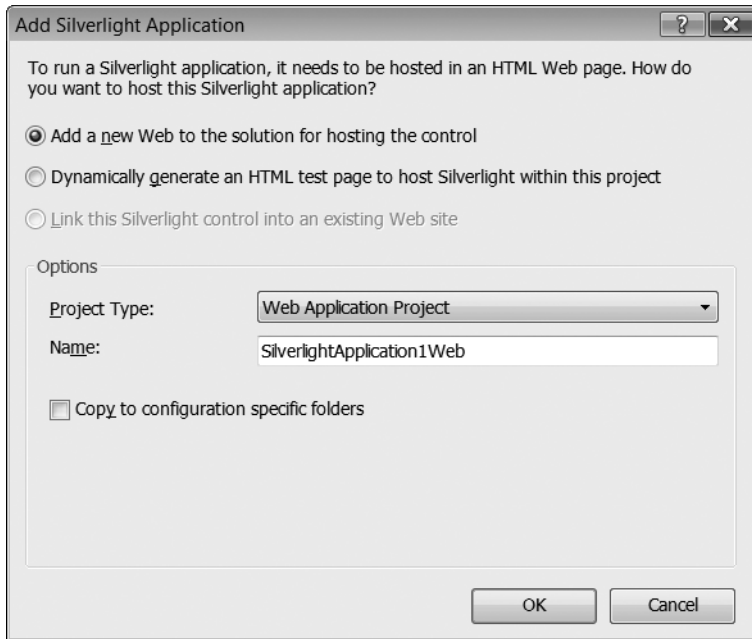 Add Silverlight Application
To run a Silverlight application, it needs to be hosted in an HTML Web page. How do
you want to host this Silverlight application?
Add a new Web to the solution for hosting the control
Dynamically generate an HTML test page to host Silverlight within this project
Link this Silverlight control into an existing Web site
Options
Project Type: Web Application Project
Name: SilverlightApplication1Web
Copy to configuration specific folders
OK Cancel